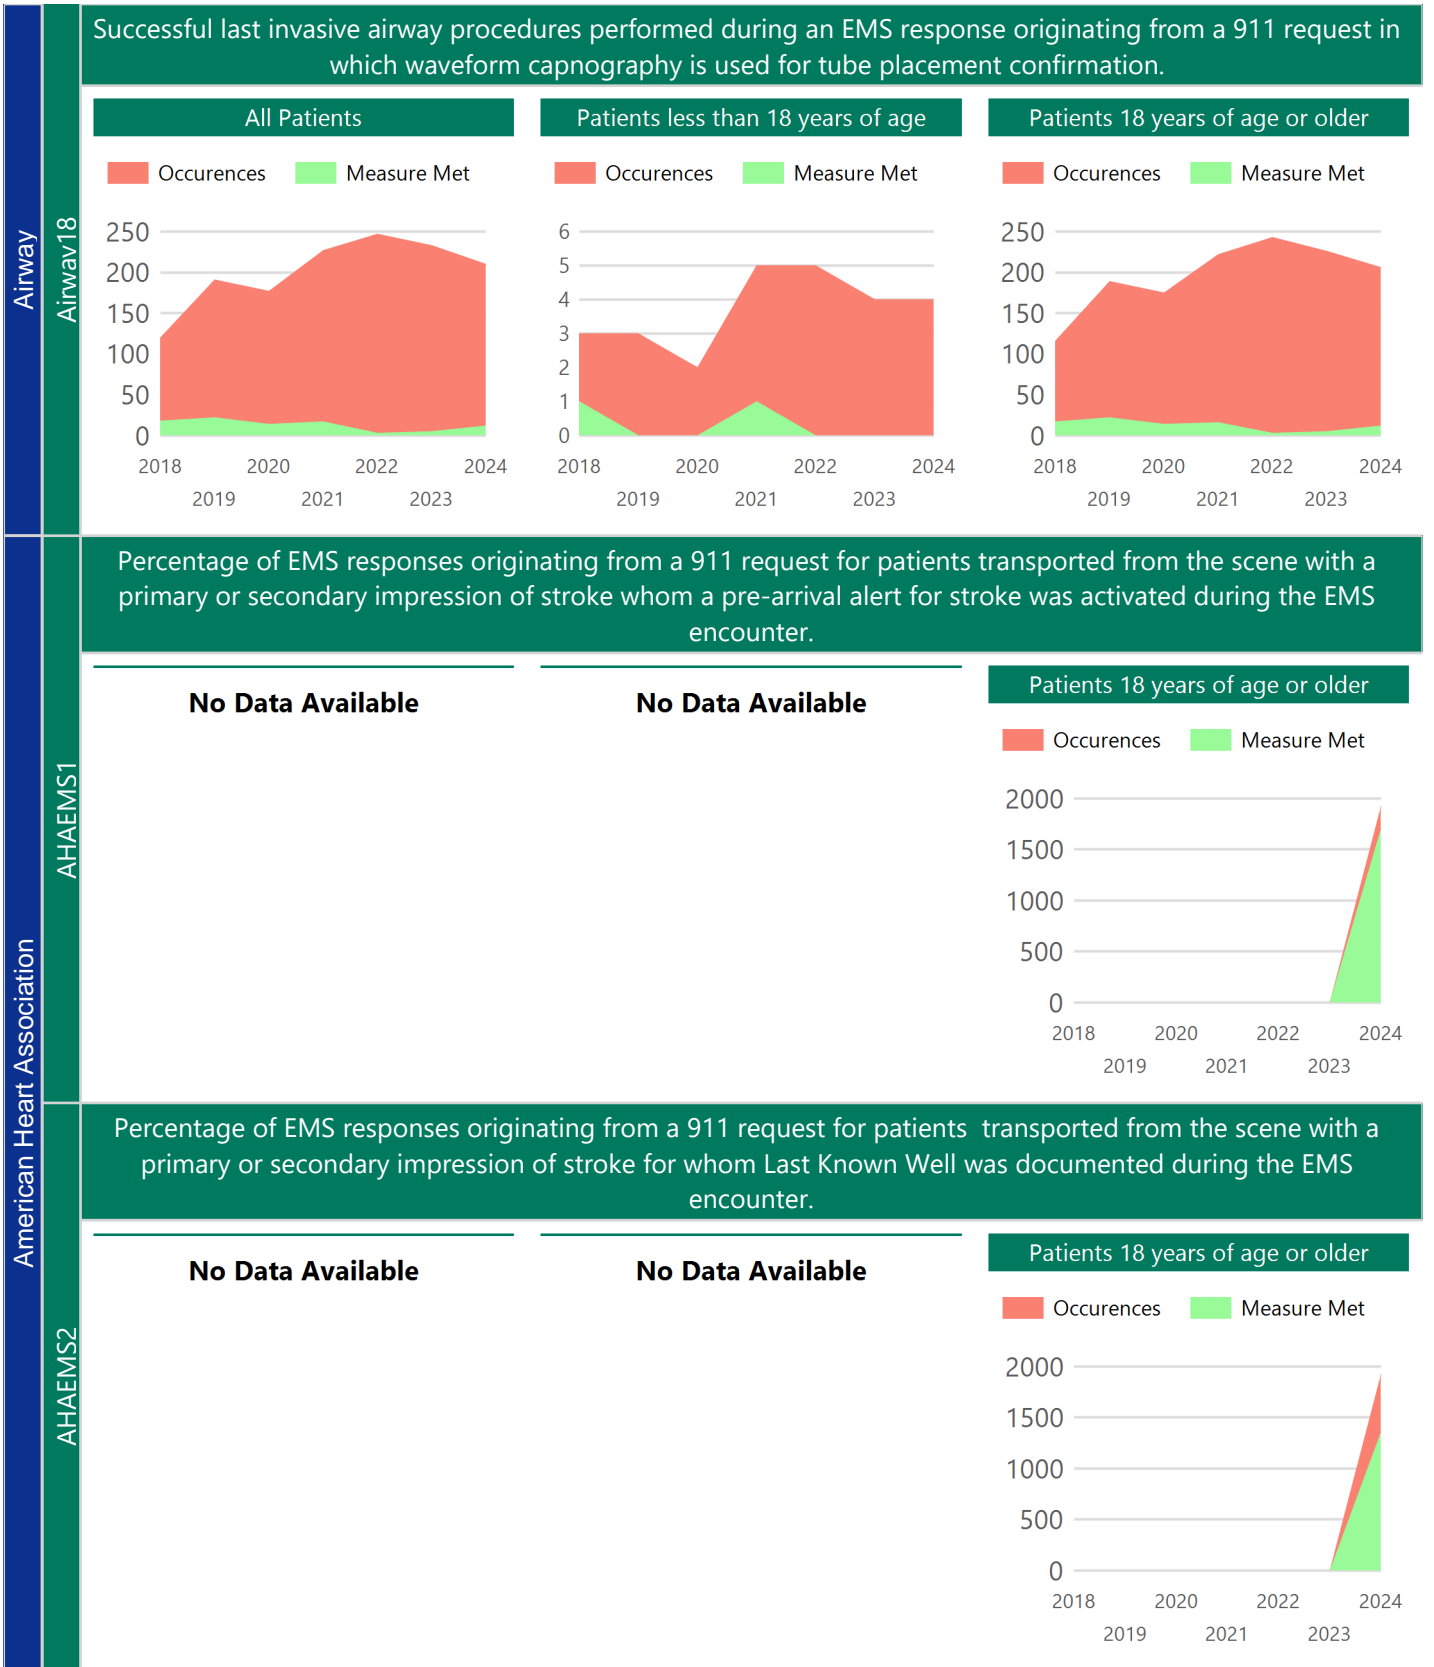 Airway
Airway18
Successful last invasive airway procedures performed during an EMS response originating from a 911 request in
which waveform capnography is used for tube placement confirmation.
All Patients
Occurences Measure Met
250
200
150
100
50
0
2018 2020 2022 2024
2019 2021 2023
Patients less than 18 years of age
Occurences Measure Met
6
5
4
3
2
1
0
2018 2020 2022 2024
2019 2021 2023
Patients 18 years of age or older
Occurences Measure Met
250
200
150
100
50
0
2018 2020 2022 2024
2019 2021 2023
American Heart Association
AHAEMS1
Percentage of EMS responses originating from a 911 request for patients transported from the scene with a
primary or secondary impression of stroke whom a pre-arrival alert for stroke was activated during the EMS
encounter.
No Data Available
No Data Available
Patients 18 years of age or older
Occurences Measure Met
2000
1500
1000
500
0
2018 2020 2022 2024
2019 2021 2023
AHAEMS2
Percentage of EMS responses originating from a 911 request for patients  transported from the scene with a
primary or secondary impression of stroke for whom Last Known Well was documented during the EMS
encounter.
No Data Available
No Data Available
Patients 18 years of age or older
Occurences Measure Met
2000
1500
1000
500
0
2018 2020 2022 2024
2019 2021 2023